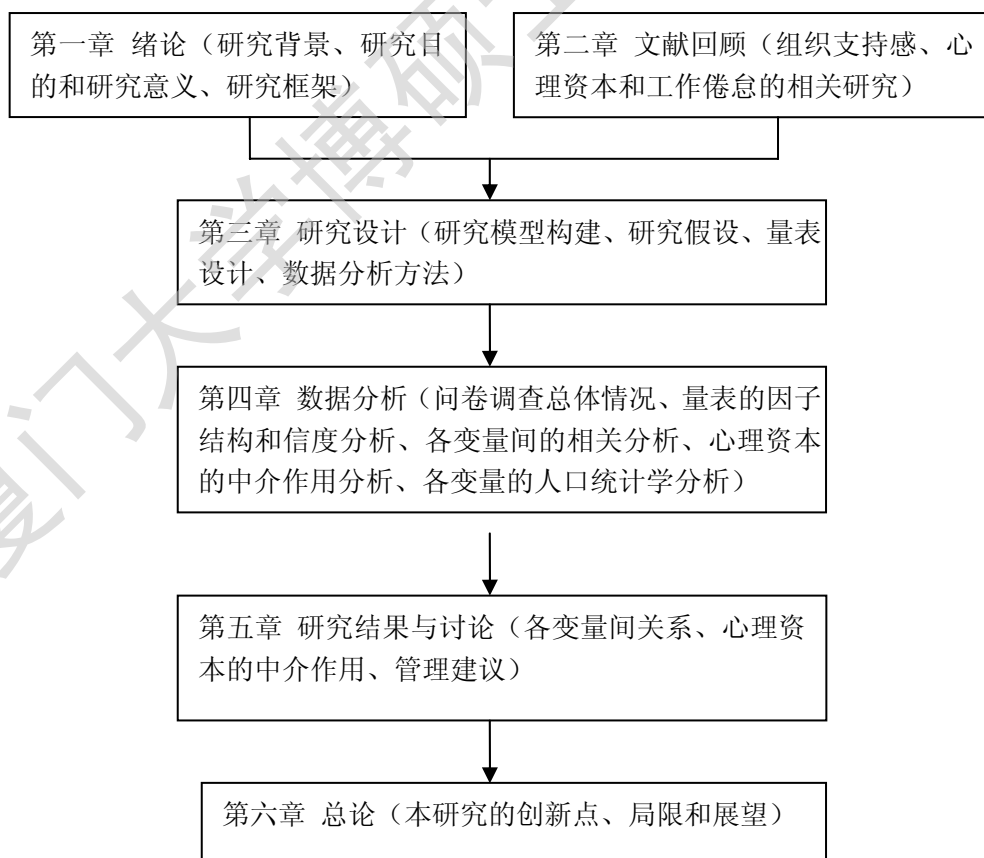 第一章 绪论（研究背景、研究目
的和研究意义、研究框架）
第二章 文献回顾（组织支持感、心
理资本和工作倦怠的相关研究）
第三章 研究设计（研究模型构建、研究假设、量表
设计、数据分析方法）
第四章 数据分析（问卷调查总体情况、量表的因子
结构和信度分析、各变量间的相关分析、心理资本
的中介作用分析、各变量的人口统计学分析）
第五章 研究结果与讨论（各变量间关系、心理资
本的中介作用、管理建议）
第六章 总论（本研究的创新点、局限和展望）
厦门大学博硕士